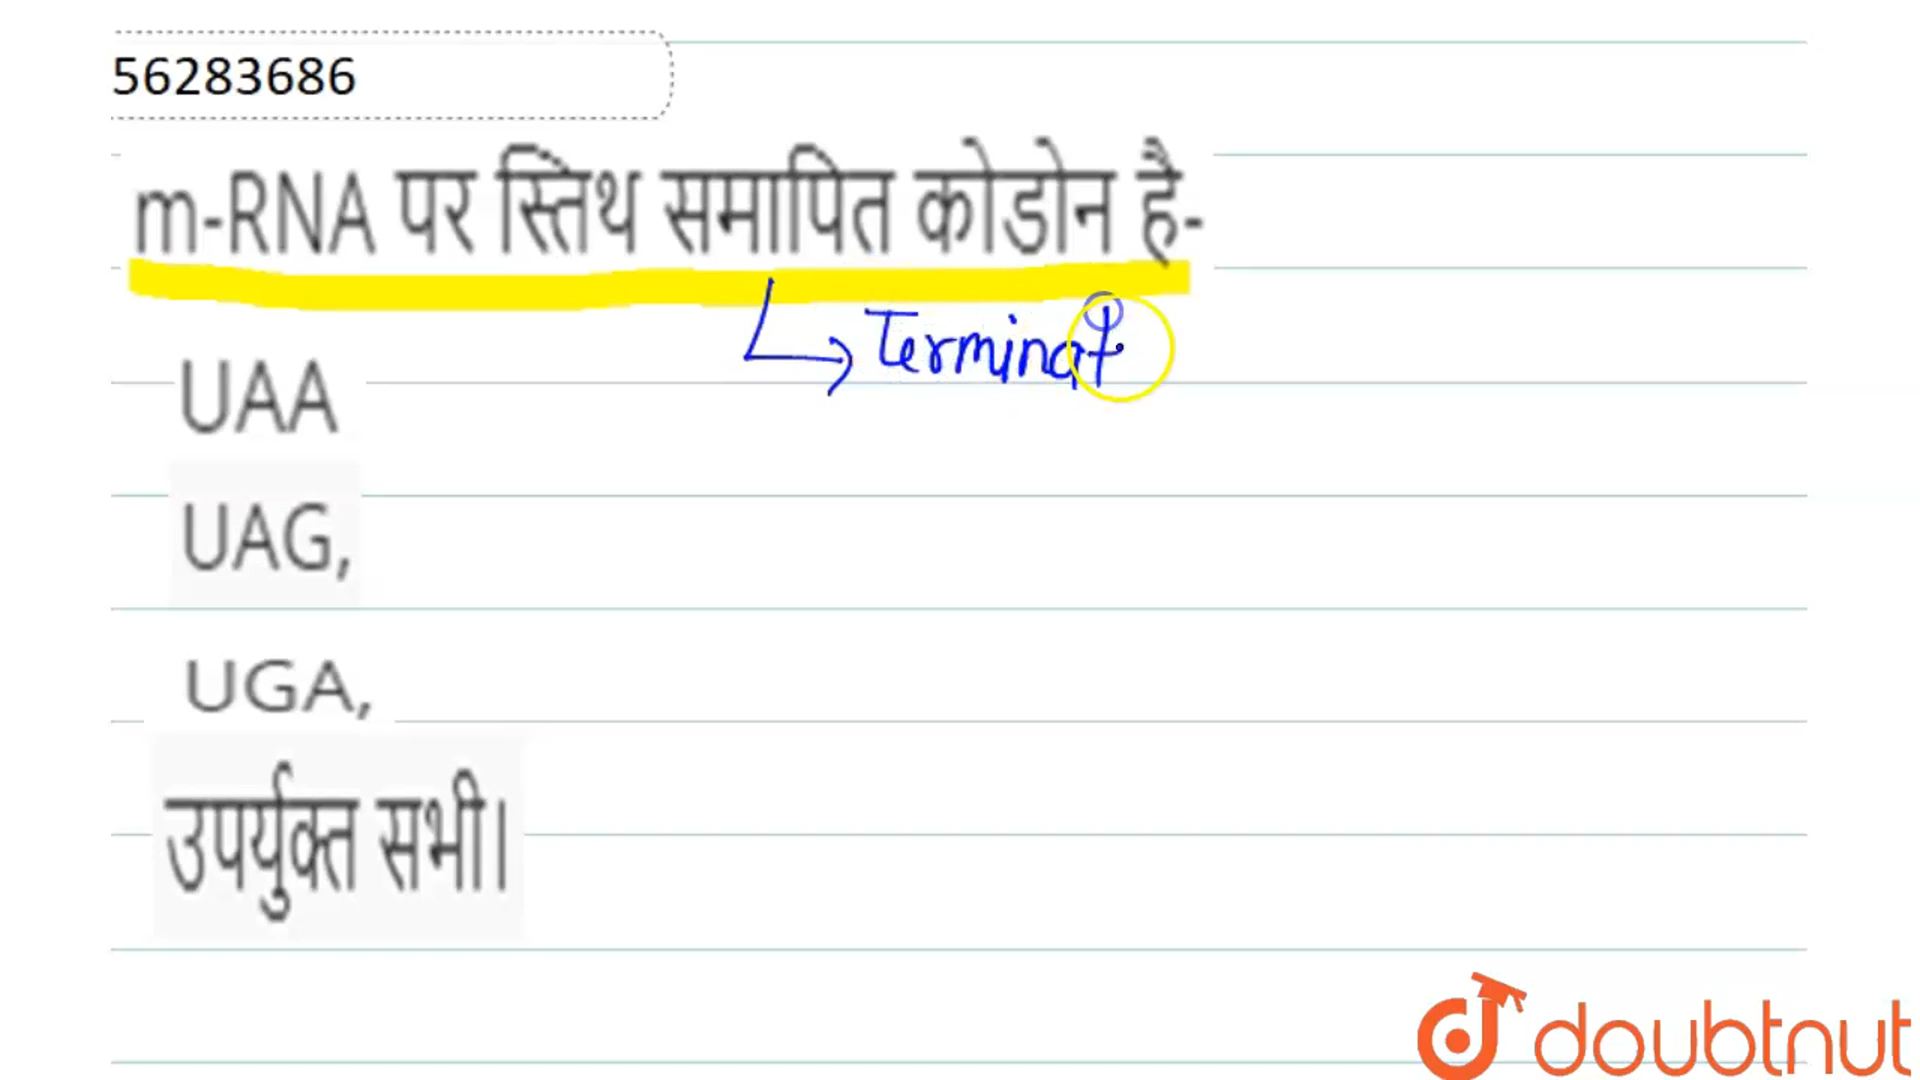 56283686
m-RNA पर स्तिथ समापित कोडोन है-
Terminat
UAA
UAG,
UGA,
उपर्युक्त सभी।
doubtnut